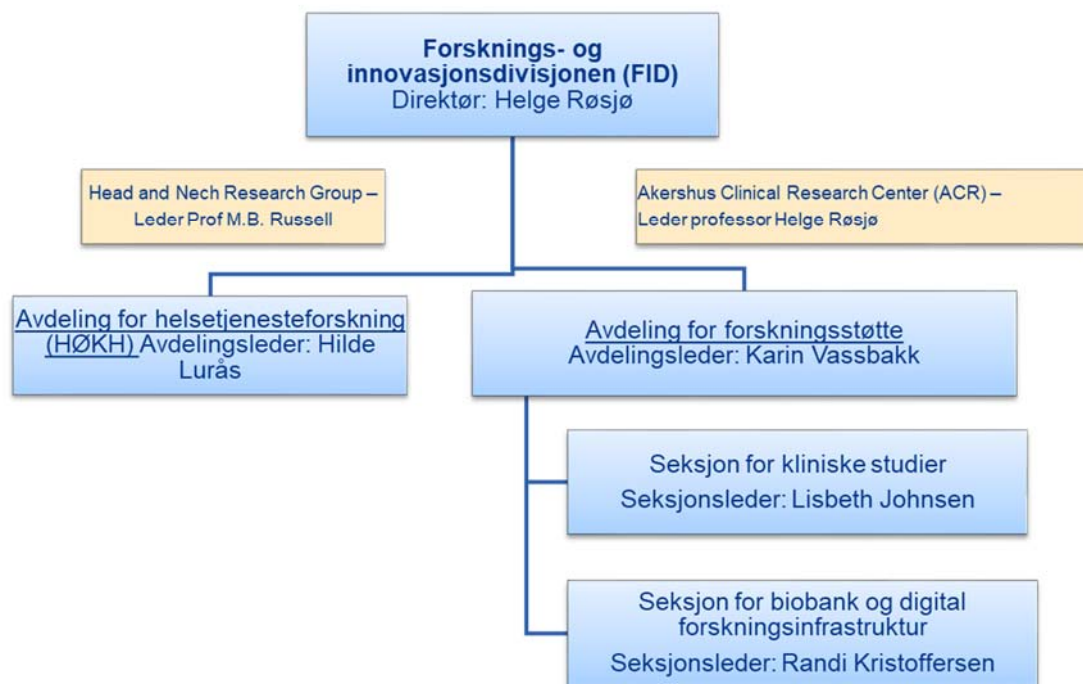 Forsknings- og
innovasjonsdivisjonen (FID)
Direktør: Helge Røsjø
Head and Nech Research Group –
Leder Prof M.B. Russell
Akershus Clinical Research Center (ACR) –
Leder professor Helge Røsjø
Avdeling for helsetjenesteforskning
(HØKH) Avdelingsleder: Hilde
Lurås
Avdeling for forskningsstøtte
Avdelingsleder: Karin Vassbakk
Seksjon for kliniske studier
Seksjonsleder: Lisbeth Johnsen
Seksjon for biobank og digital
forskningsinfrastruktur
Seksjonsleder: Randi Kristoffersen